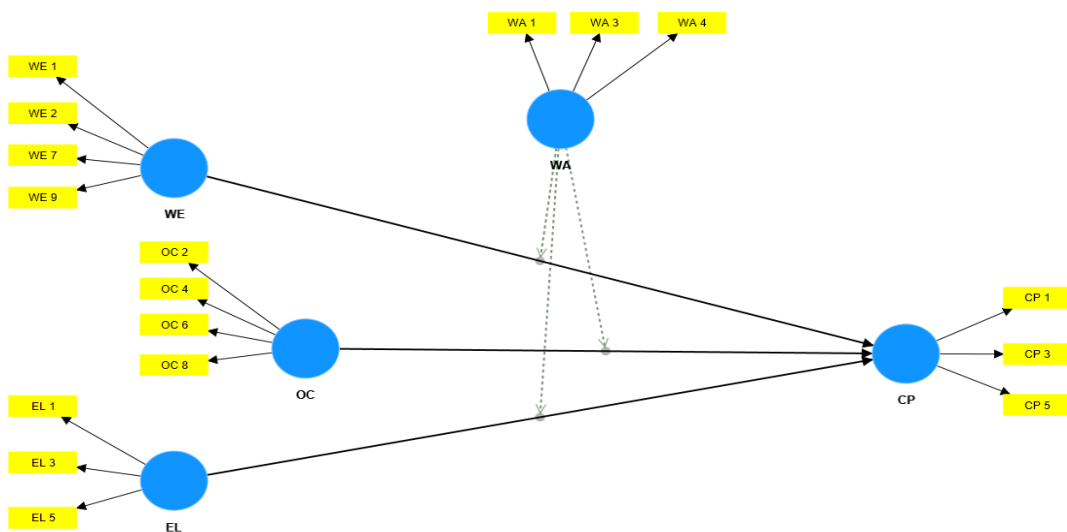 WA 1
WA 3
WA 4
WA
WE 1
WE 2
WE 7
WE 9
WE
OC 2
OC 4
OC 6
OC 8
OC
EL 1
EL 3
EL 5
EL
CP 1
CP 3
CP 5
CP